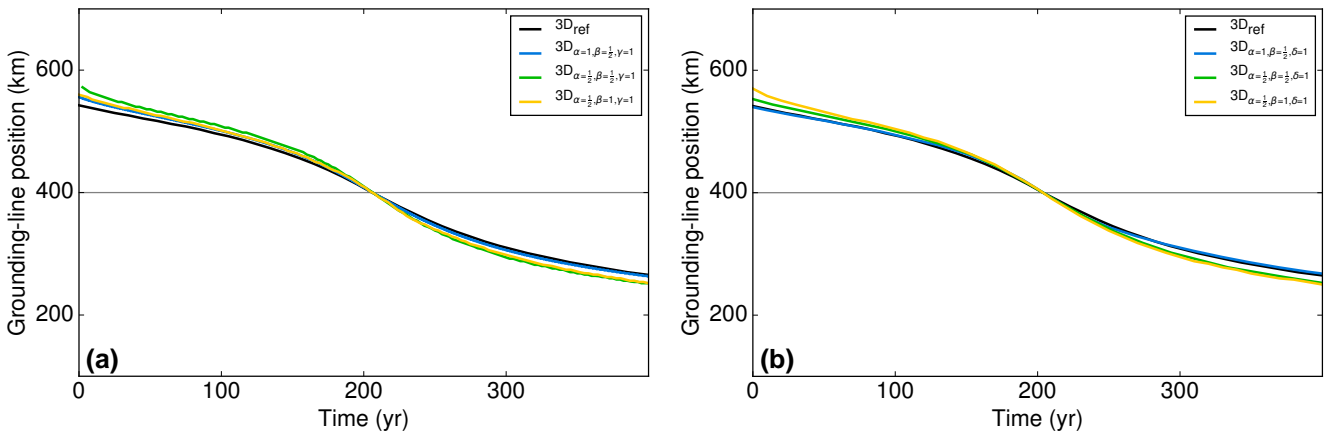 3D_ref
3D_α=1,β=1/2,γ=1
3D_α=1/2,β=1/2,γ=1
3D_α=1/2,β=1,γ=1
Grounding-line position (km)
600
400
200
0
100
200
300
Time (yr)
(a)
3D_ref
3D_α=1,β=1/2,δ=1
3D_α=1/2,β=1/2,δ=1
3D_α=1/2,β=1,δ=1
Grounding-line position (km)
600
400
200
0
100
200
300
Time (yr)
(b)